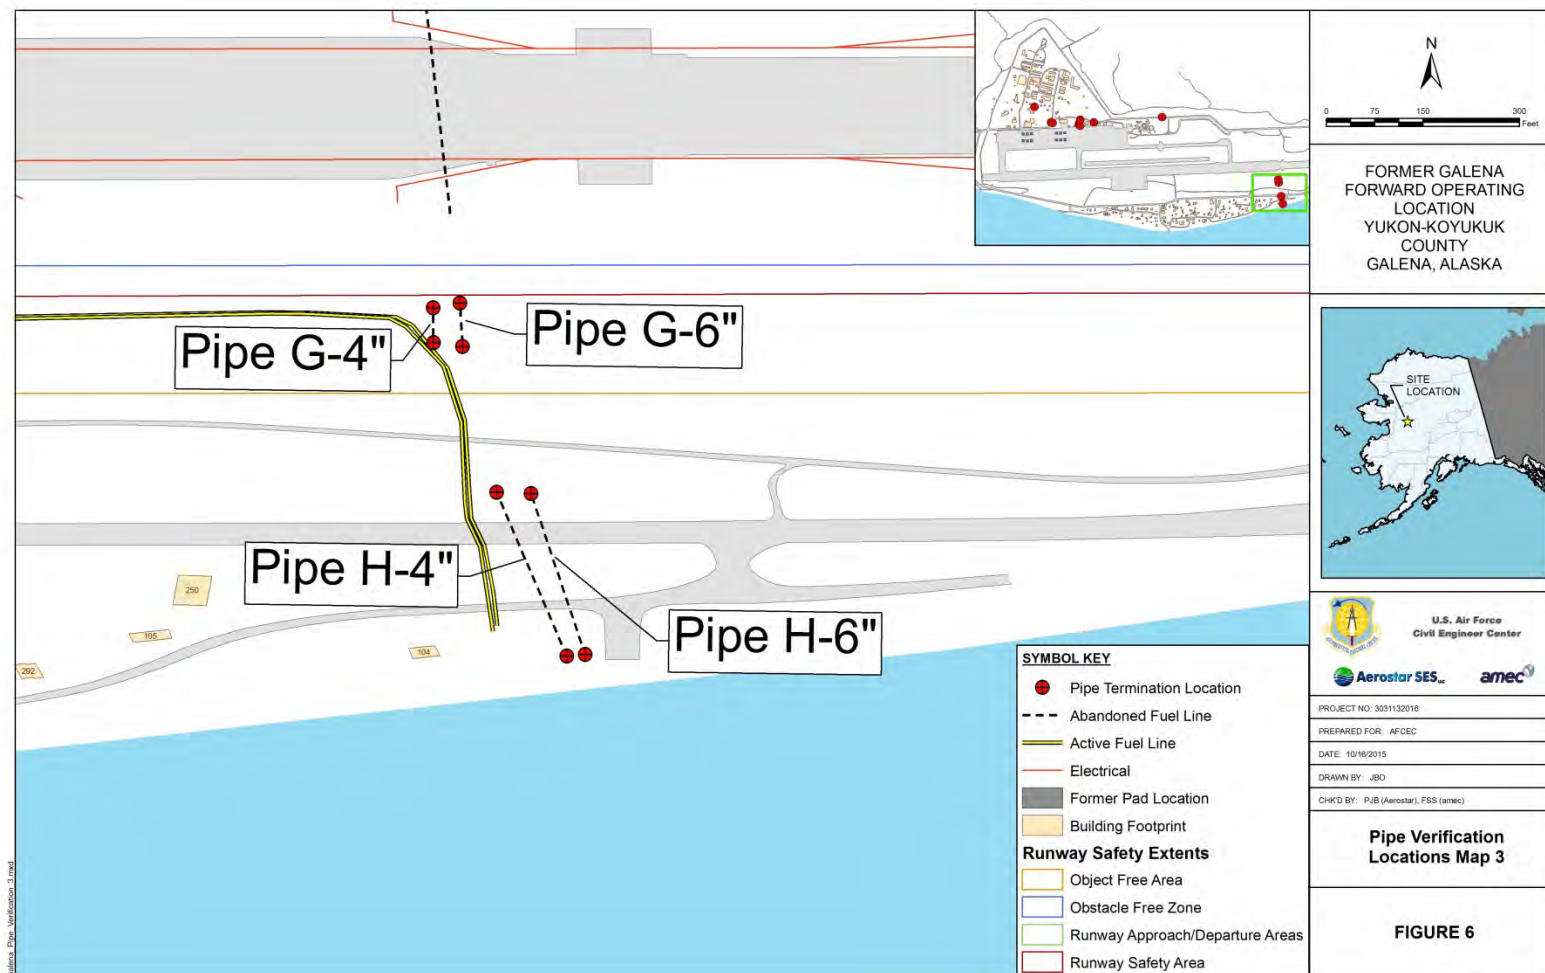 N
0 75 150 300
Feet
FORMER GALENA
FORWARD OPERATING
LOCATION
YUKON-KOYUKUK
COUNTY
GALENA, ALASKA
Pipe G-4"
Pipe G-6"
SITE
LOCATION
Pipe H-4"
Pipe H-6"
250
105
104
292
SYMBOL KEY
Pipe Termination Location
Abandoned Fuel Line
Active Fuel Line
Electrical
Former Pad Location
Building Footprint
Runway Safety Extents
Object Free Area
Obstacle Free Zone
Runway Approach/Departure Areas
Runway Safety Area
U.S. Air Force
Civil Engineer Center
Aerostar SES LLC
amec
PROJECT NO: 3031132016
PREPARED FOR: AFCEC
DATE: 10/16/2015
DRAWN BY: JBO
CHK'D BY: PJB (Aerostar), FSS (amec)
Pipe Verification
Locations Map 3
FIGURE 6